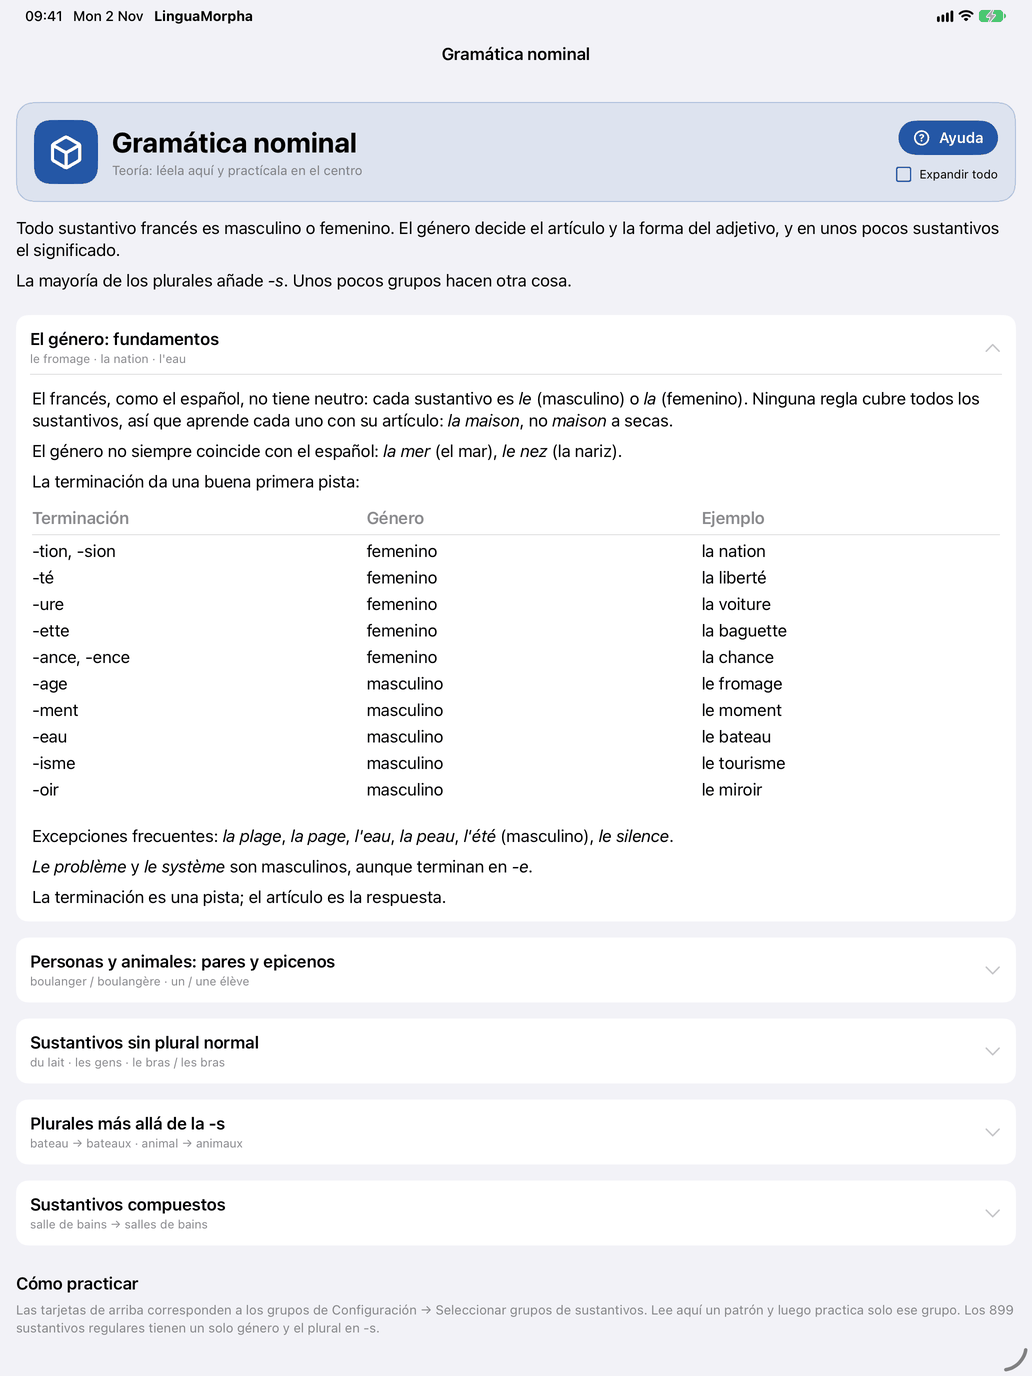 09:41 Mon 2 Nov LinguaMorpha
Gramática nominal
Gramática nominal
Teoría: léela aquí y practícala en el centro
Ayuda
Expandir todo
Todo sustantivo francés es masculino o femenino. El género decide el artículo y la forma del adjetivo, y en unos pocos sustantivos
el significado.
La mayoría de los plurales añade -s. Unos pocos grupos hacen otra cosa.
El género: fundamentos
le fromage · la nation · l'eau
El francés, como el español, no tiene neutro: cada sustantivo es le (masculino) o la (femenino). Ninguna regla cubre todos los
sustantivos, así que aprende cada uno con su artículo: la maison, no maison a secas.
El género no siempre coincide con el español: la mer (el mar), le nez (la nariz).
La terminación da una buena primera pista:
Terminación Género Ejemplo
-tion, -sion femenino la nation
-té femenino la liberté
-ure femenino la voiture
-ette femenino la baguette
-ance, -ence femenino la chance
-age masculino le fromage
-ment masculino le moment
-eau masculino le bateau
-isme masculino le tourisme
-oir masculino le miroir
Excepciones frecuentes: la plage, la page, l'eau, la peau, l'été (masculino), le silence.
Le problème y le système son masculinos, aunque terminan en -e.
La terminación es una pista; el artículo es la respuesta.
Personas y animales: pares y epicenos
boulanger / boulangère · un / une élève
Sustantivos sin plural normal
du lait · les gens · le bras / les bras
Plurales más allá de la -s
bateau → bateaux · animal → animaux
Sustantivos compuestos
salle de bains → salles de bains
Cómo practicar
Las tarjetas de arriba corresponden a los grupos de Configuración → Seleccionar grupos de sustantivos. Lee aquí un patrón y luego practica solo ese grupo. Los 899
sustantivos regulares tienen un solo género y el plural en -s.